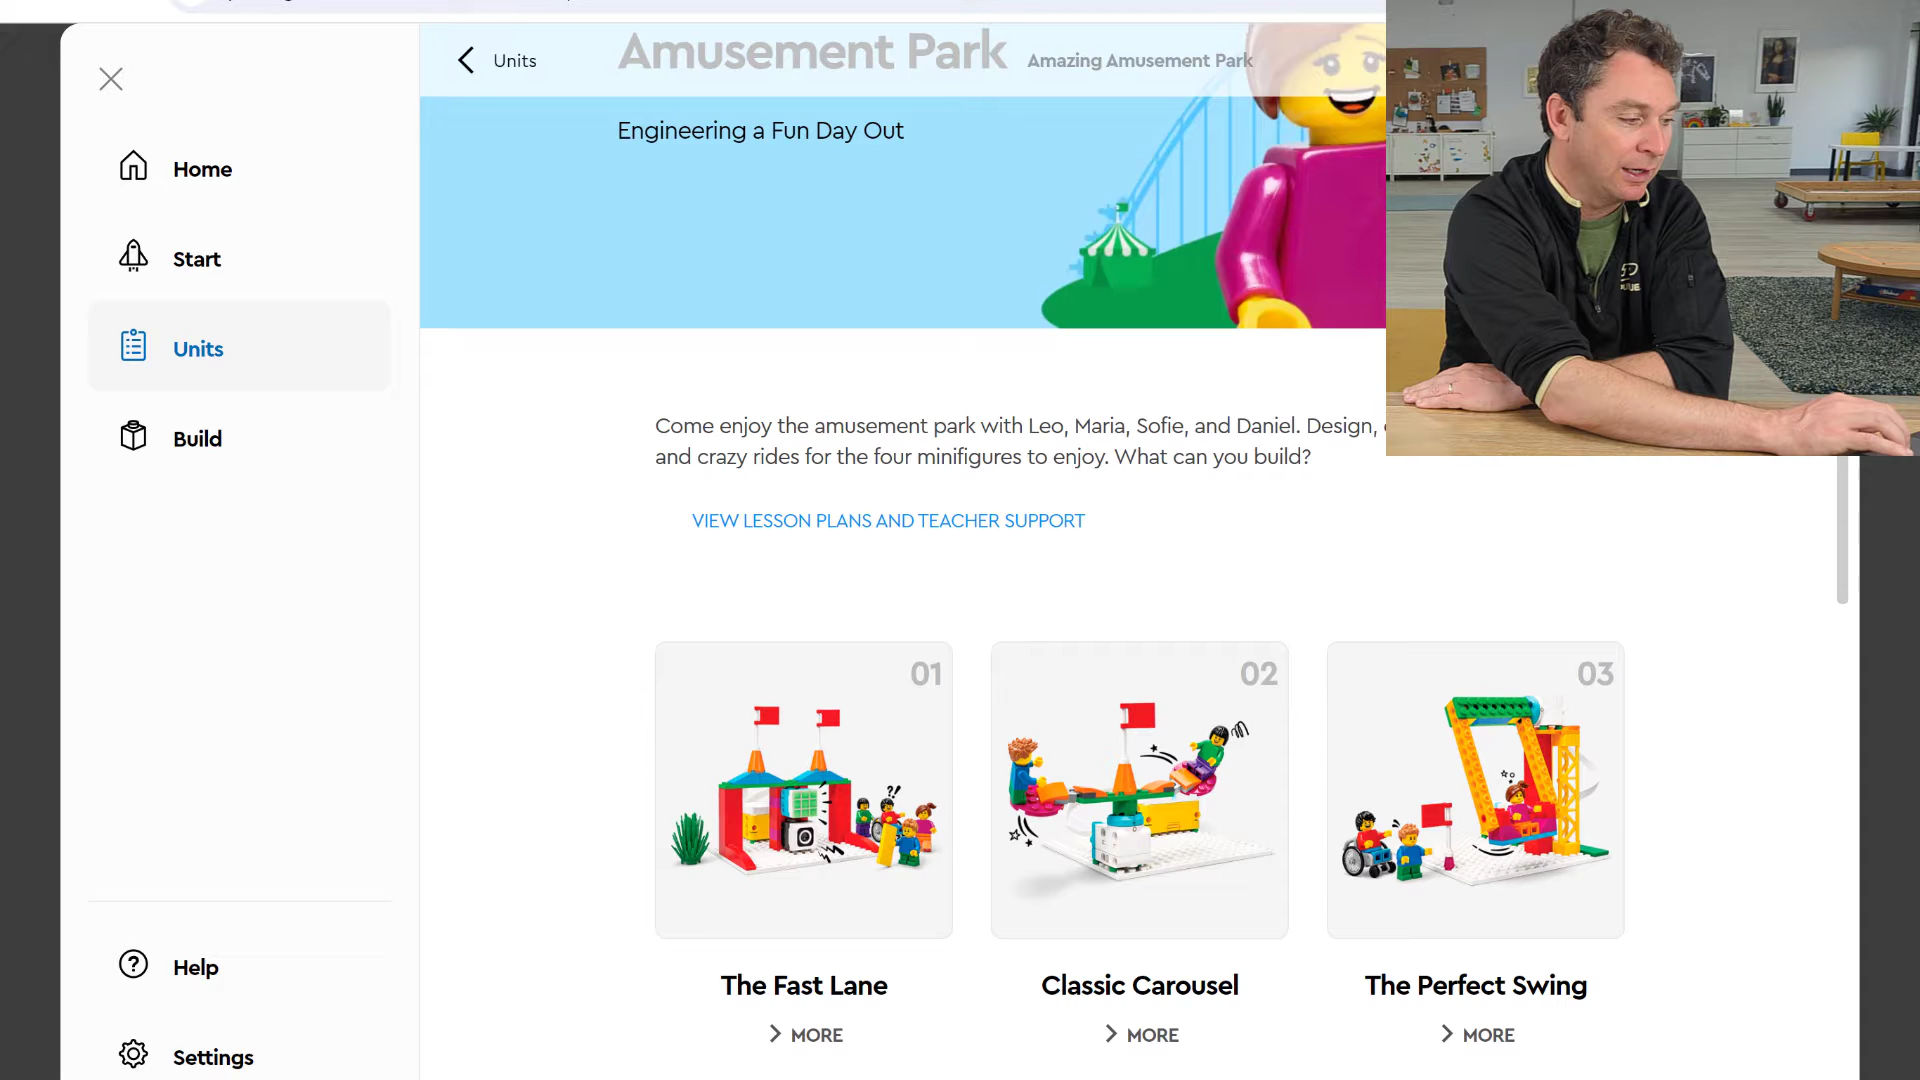 Units
Amusement Park
Amazing Amusement Park
Engineering a Fun Day Out
Home
Start
Units
Build
Help
Settings
Come enjoy the amusement park with Leo, Maria, Sofie, and Daniel. Design,
and crazy rides for the four minifigures to enjoy. What can you build?
VIEW LESSON PLANS AND TEACHER SUPPORT
01
02
03
The Fast Lane
Classic Carousel
The Perfect Swing
MORE
MORE
MORE